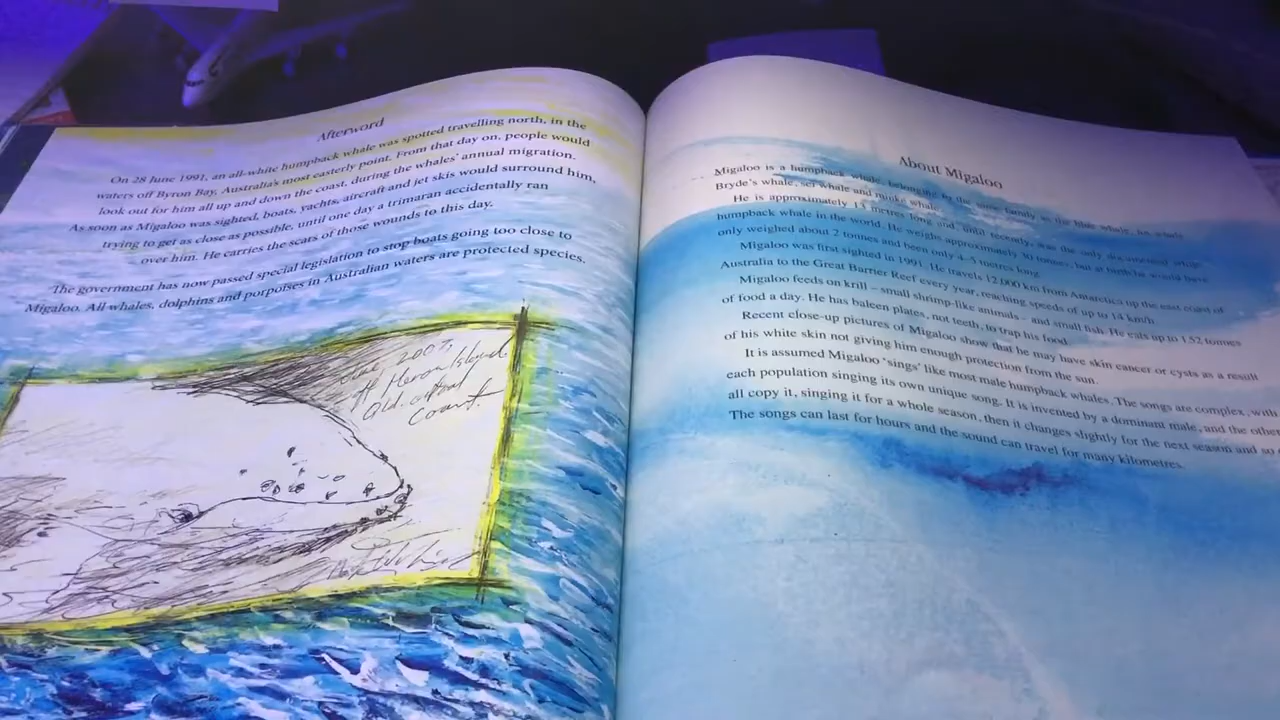 Afterword
On 28 June 1991, an all-white humpback whale was spotted travelling north, in the
waters off Byron Bay, Australia's most easterly point. From that day on, people would
look out for him all up and down the coast, during the whales' annual migration.
As soon as Migaloo was sighted, boats, yachts, aircraft and jet skis would surround him,
trying to get as close as possible, until one day a trimaran accidentally ran
over him. He carries the scars of those wounds to this day.
The government has now passed special legislation to stop boats going too close to
Migaloo. All whales, dolphins and porpoises in Australian waters are protected species.
2007,
Heron Island
Qld.
Coast.
About Migaloo
Migaloo is a humpback whale, belonging to the same family as the blue whale, fin whale,
Bryde's whale, sei whale and minke whale.
He is approximately 14 metres long and, until recently, was the only documented white
humpback whale in the world. He weighs approximately 30 tonnes, but at birth he would have
only weighed about 2 tonnes and been only 4–5 metres long.
Migaloo was first sighted in 1991. He travels 12,000 km from Antarctica up the east coast of
Australia to the Great Barrier Reef every year, reaching speeds of up to 14 km/h.
Migaloo feeds on krill – small shrimp-like animals – and small fish. He eats up to 1.52 tonnes
of food a day. He has baleen plates, not teeth, to trap his food.
Recent close-up pictures of Migaloo show that he may have skin cancer or cysts as a result
of his white skin not giving him enough protection from the sun.
It is assumed Migaloo 'sings' like most male humpback whales. The songs are complex, with
each population singing its own unique song. It is invented by a dominant male, and the other
all copy it, singing it for a whole season, then it changes slightly for the next season and so
The songs can last for hours and the sound can travel for many kilometres.